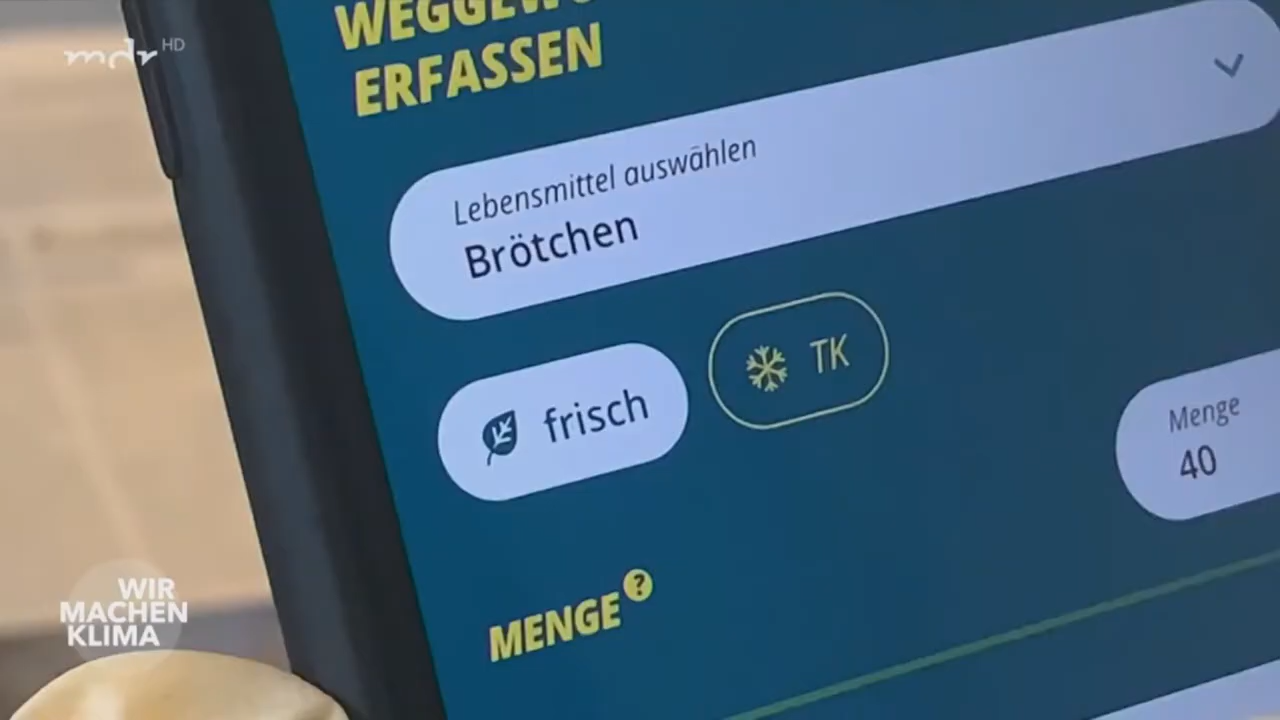 mdr HD
ERFASSEN
Lebensmittel auswählen
Brötchen
frisch
TK
Menge
40
MENGE ?
WIR
MACHEN
KLIMA